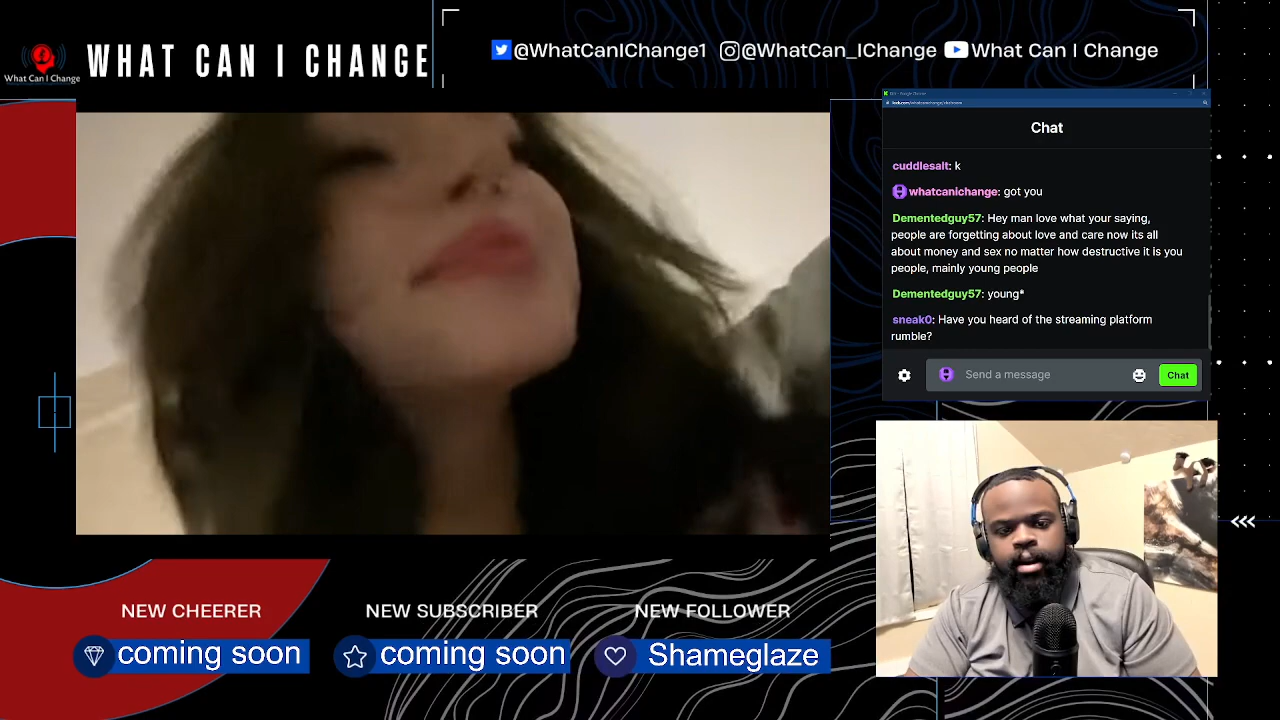 What Can I Change
WHAT CAN I CHANGE
@WhatCanIChange1 @WhatCan_IChange What Can I Change
Chat
cuddlesalt: k
whatcanichange: got you
Dementedguy57: Hey man love what your saying,
people are forgetting about love and care now its all
about money and sex no matter how destructive it is you
people, mainly young people
Dementedguy57: young*
sneak0: Have you heard of the streaming platform
rumble?
Send a message
Chat
NEW CHEERER
NEW SUBSCRIBER
NEW FOLLOWER
coming soon
coming soon
Shameglaze